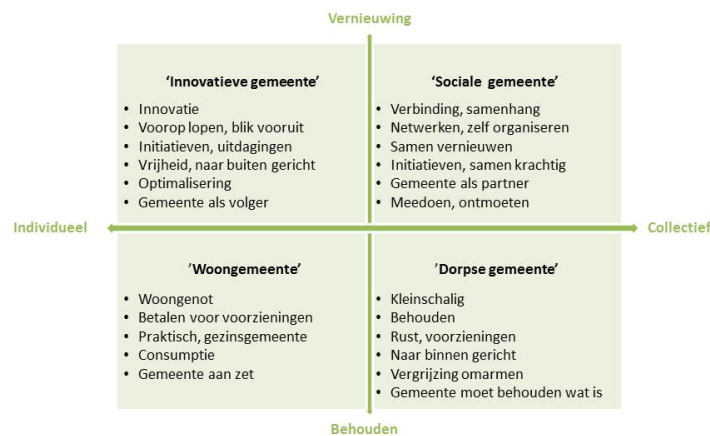 Vernieuwing
‘Innovatieve gemeente’
• Innovatie
• Voorop lopen, blik vooruit
• Initiatieven, uitdagingen
• Vrijheid, naar buiten gericht
• Optimalisering
• Gemeente als volger
‘Sociale gemeente’
• Verbinding, samenhang
• Netwerken, zelf organiseren
• Samen vernieuwen
• Initiatieven, samen krachtig
• Gemeente als partner
• Meedoen, ontmoeten
Individueel
Collectief
’Woongemeente’
• Woongenot
• Betalen voor voorzieningen
• Praktisch, gezinsgemeente
• Consumptie
• Gemeente aan zet
’Dorpse gemeente’
• Kleinschalig
• Behouden
• Rust, voorzieningen
• Naar binnen gericht
• Vergrijzing omarmen
• Gemeente moet behouden wat is
Behouden